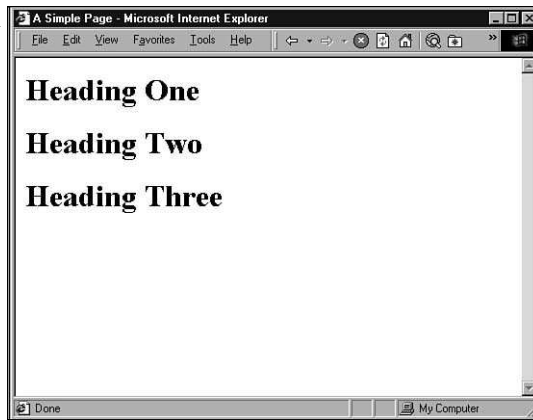 A Simple Page - Microsoft Internet Explorer
File Edit View Favorites Tools Help »
Heading One
Heading Two
Heading Three
Done My Computer